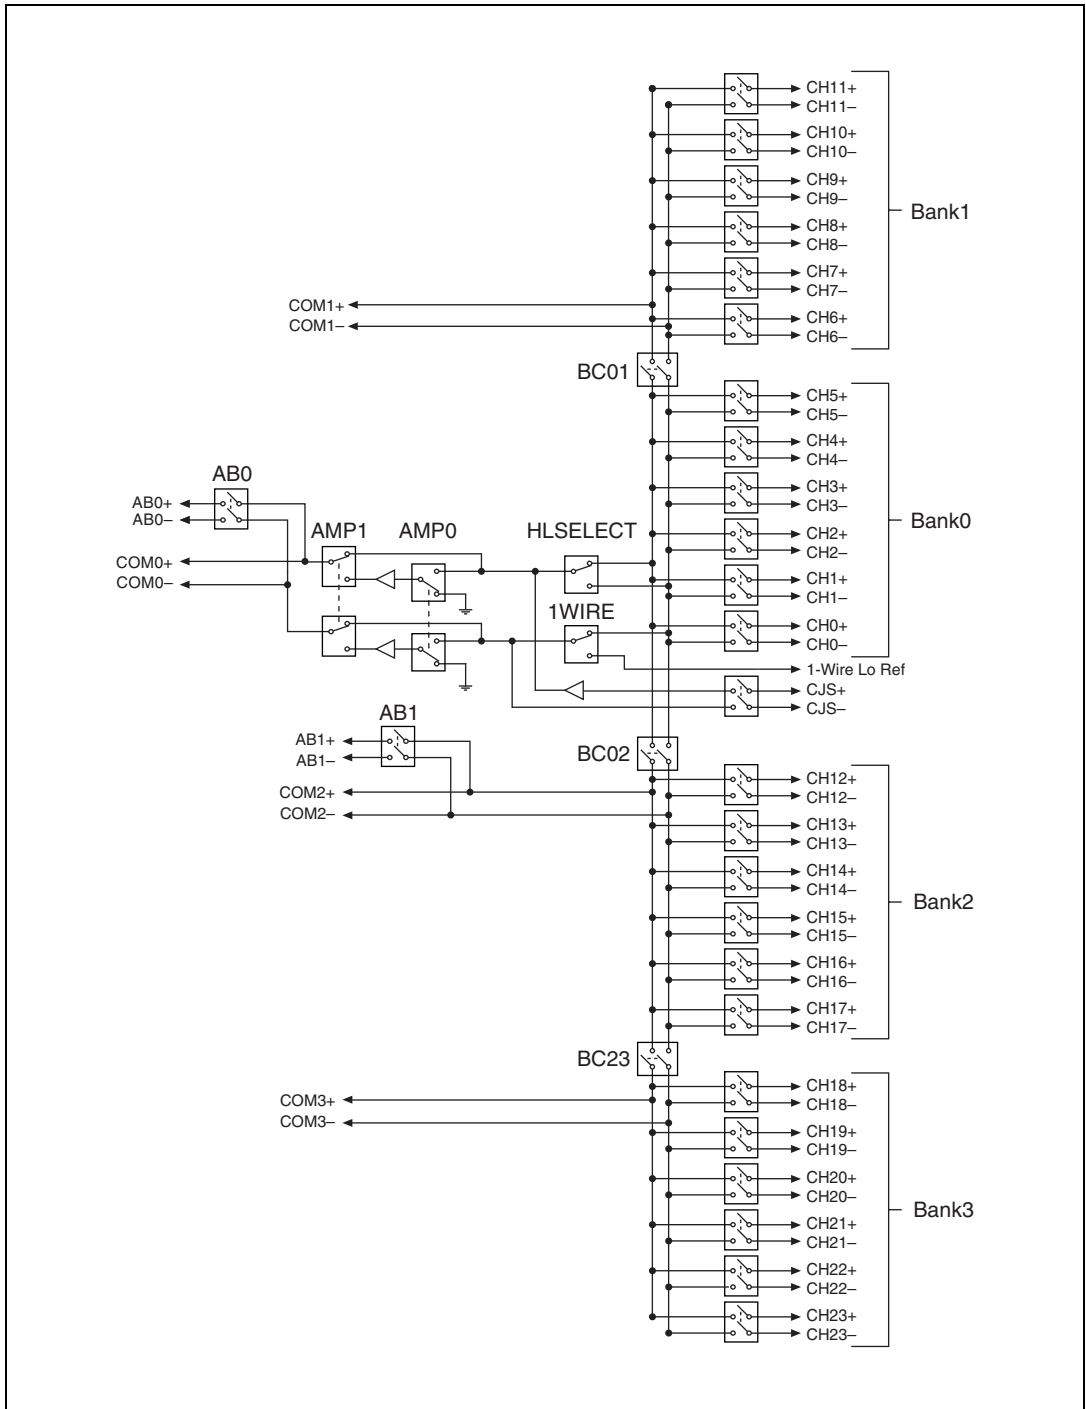 CH11+
CH11–
CH10+
CH10–
CH9+
CH9–
Bank1
CH8+
CH8–
CH7+
CH7–
COM1+
CH6+
COM1–
CH6–
BC01
CH5+
CH5–
CH4+
CH4–
AB0
CH3+
AB0+
CH3–
AB0–
Bank0
AMP1
AMP0
HLSELECT
CH2+
CH2–
COM0+
CH1+
COM0–
CH1–
1WIRE
CH0+
CH0–
1-Wire Lo Ref
CJS+
CJS–
AB1
AB1+
AB1–
BC02
CH12+
COM2+
CH12–
COM2–
CH13+
CH13–
CH14+
CH14–
Bank2
CH15+
CH15–
CH16+
CH16–
CH17+
CH17–
BC23
CH18+
COM3+
CH18–
COM3–
CH19+
CH19–
CH20+
CH20–
Bank3
CH21+
CH21–
CH22+
CH22–
CH23+
CH23–